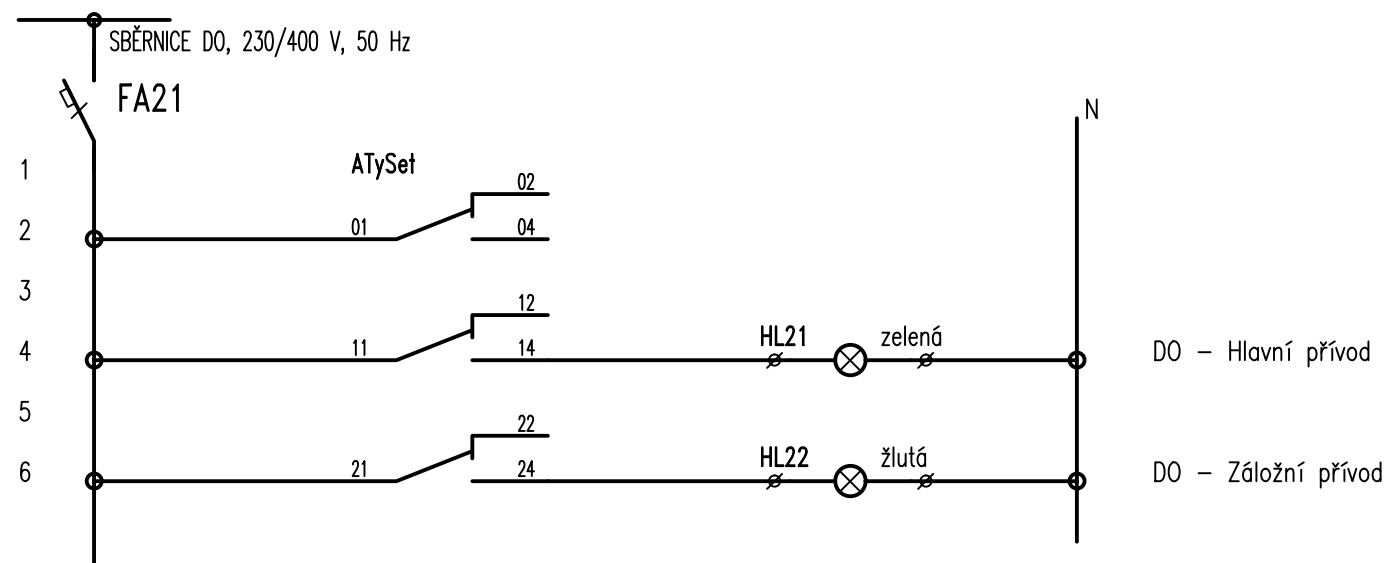 SBĚRNICE DO, 230/400 V, 50 Hz
FA21
N
1
ATySet
02
2
01
04
3
12
HL21
zelená
4
11
14
DO – Hlavní přívod
5
22
HL22
žlutá
6
21
24
DO – Záložní přívod